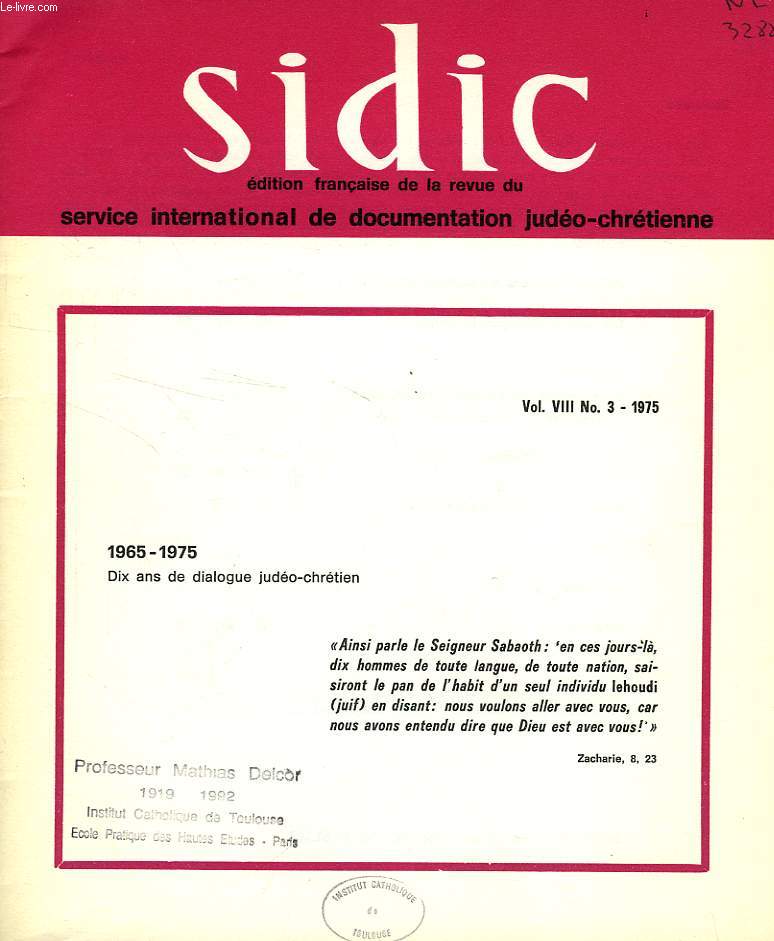 Le-livre.com
3288
sidic
édition française de la revue du
service international de documentation judéo-chrétienne
Vol. VIII No. 3 - 1975
1965-1975
Dix ans de dialogue judéo-chrétien
«Ainsi parle le Seigneur Sabaoth: 'en ces jours-là,
dix hommes de toute langue, de toute nation, sai-
siront le pan de l'habit d'un seul individu Iehoudi
(juif) en disant: nous voulons aller avec vous, car
nous avons entendu dire que Dieu est avec vous!'»
Zacharie, 8, 23
Professeur Mathias Delcor
1919 1992
Institut Catholique de Toulouse
Ecole Pratique des Hautes Etudes - Paris
INSTITUT CATHOLIQUE
de
TOULOUSE